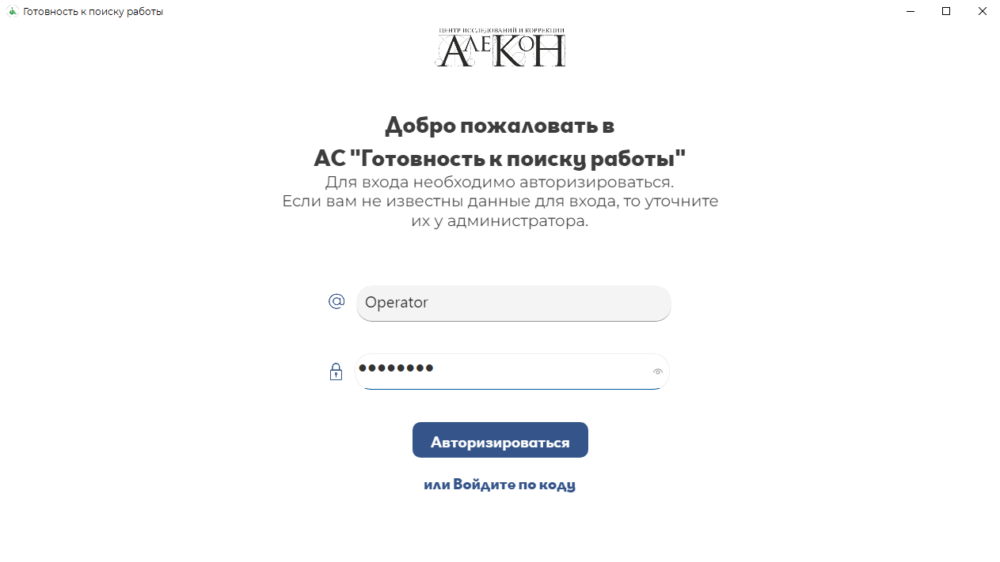 Готовность к поиску работы
ЦЕНТР ИССЛЕДОВАНИЙ И КОРРЕКЦИИ
АЛЕКОН
Добро пожаловать в
АС "Готовность к поиску работы"
Для входа необходимо авторизироваться.
Если вам не известны данные для входа, то уточните
их у администратора.
Operator
••••••••
Авторизироваться
или Войдите по коду